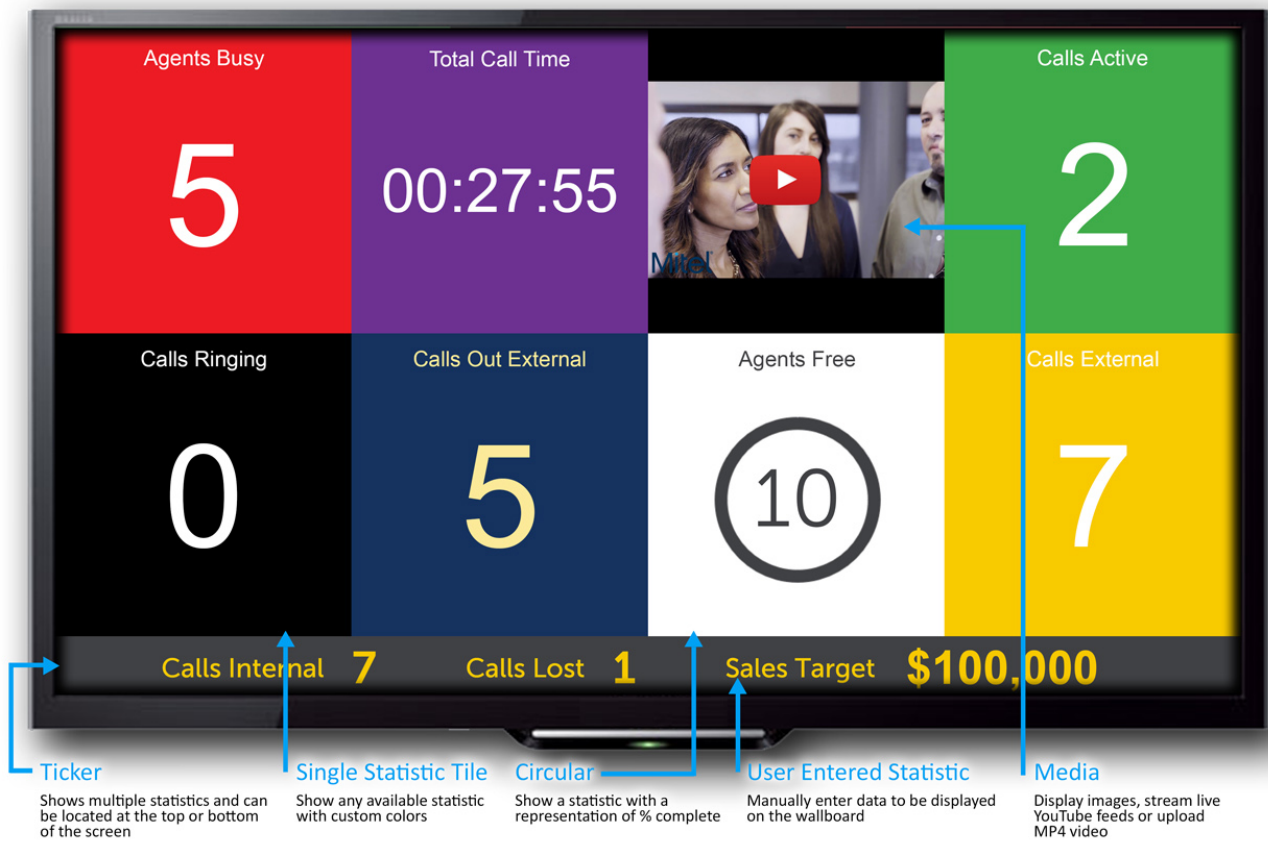 Agents Busy
5
Total Call Time
00:27:55
Mitel
Calls Active
2
Calls Ringing
0
Calls Out External
5
Agents Free
10
Calls External
7
Calls Internal 7 Calls Lost 1 Sales Target $100,000
Ticker
Shows multiple statistics and can
be located at the top or bottom
of the screen
Single Statistic Tile
Show any available statistic
with custom colors
Circular
Show a statistic with a
representation of % complete
User Entered Statistic
Manually enter data to be displayed
on the wallboard
Media
Display images, stream live
YouTube feeds or upload
MP4 video